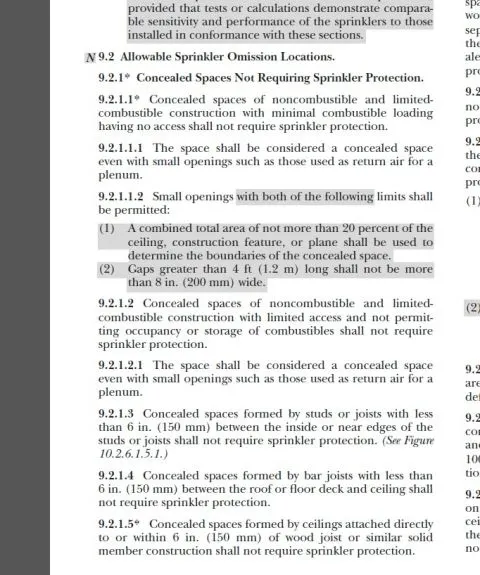 provided that tests or calculations demonstrate compara-
ble sensitivity and performance of the sprinklers to those
installed in conformance with these sections.
N 9.2 Allowable Sprinkler Omission Locations.
9.2.1* Concealed Spaces Not Requiring Sprinkler Protection.
9.2.1.1* Concealed spaces of noncombustible and limited-
combustible construction with minimal combustible loading
having no access shall not require sprinkler protection.
9.2.1.1.1 The space shall be considered a concealed space
even with small openings such as those used as return air for a
plenum.
9.2.1.1.2 Small openings with both of the following limits shall
be permitted:
(1) A combined total area of not more than 20 percent of the
ceiling, construction feature, or plane shall be used to
determine the boundaries of the concealed space.
(2) Gaps greater than 4 ft (1.2 m) long shall not be more
than 8 in. (200 mm) wide.
9.2.1.2 Concealed spaces of noncombustible and limited-
combustible construction with limited access and not permit-
ting occupancy or storage of combustibles shall not require
sprinkler protection.
9.2.1.2.1 The space shall be considered a concealed space
even with small openings such as those used as return air for a
plenum.
9.2.1.3 Concealed spaces formed by studs or joists with less
than 6 in. (150 mm) between the inside or near edges of the
studs or joists shall not require sprinkler protection. (See Figure
10.2.6.1.5.1.)
9.2.1.4 Concealed spaces formed by bar joists with less than
6 in. (150 mm) between the roof or floor deck and ceiling shall
not require sprinkler protection.
9.2.1.5* Concealed spaces formed by ceilings attached directly
to or within 6 in. (150 mm) of wood joist or similar solid
member construction shall not require sprinkler protection.
(1)
(2)